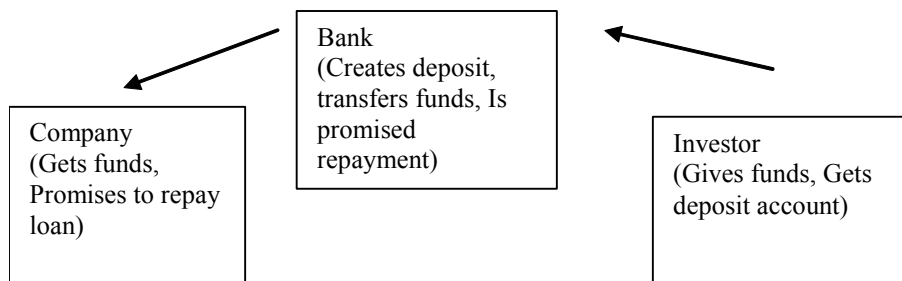 Bank
(Creates deposit,
transfers funds, Is
promised
repayment)
Company
(Gets funds,
Promises to repay
loan)
Investor
(Gives funds, Gets
deposit account)